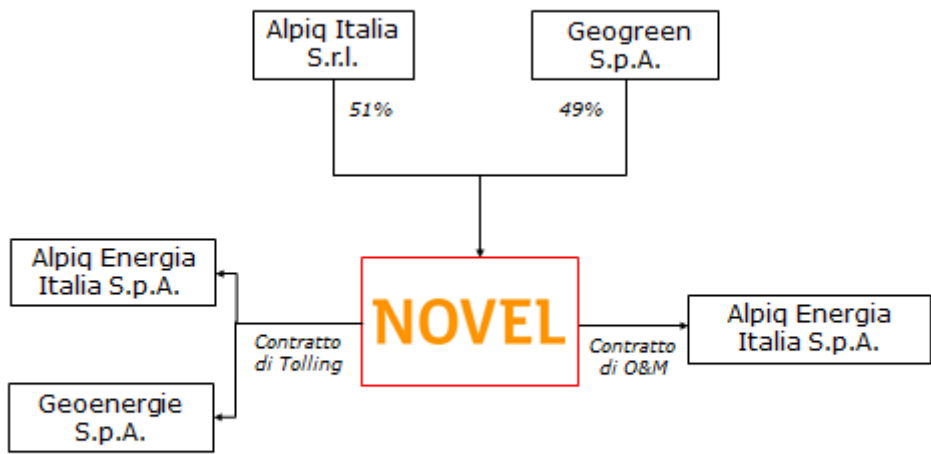 Alpiq Italia
S.r.l.
Geogreen
S.p.A.
51%
49%
Alpiq Energia
Italia S.p.A.
NOVEL
Contratto
di Tolling
Contratto
di O&M
Alpiq Energia
Italia S.p.A.
Geoenergie
S.p.A.